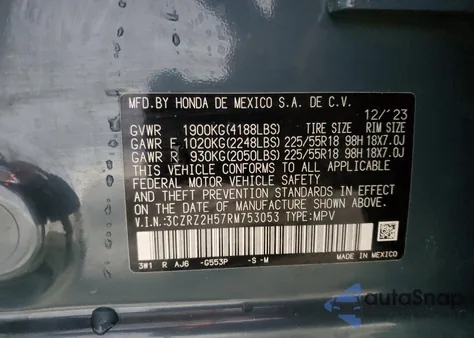 MFD.BY HONDA DE MEXICO S.A. DE C.V.
12/'23
GVWR 1900KG(4188LBS) TIRE SIZE RIM SIZE
GAWR F 1020KG(2248LBS) 225/55R18 98H 18X7.0J
GAWR R 930KG(2050LBS) 225/55R18 98H 18X7.0J
THIS VEHICLE CONFORMS TO ALL APPLICABLE
FEDERAL MOTOR VEHICLE SAFETY
AND THEFT PREVENTION STANDARDS IN EFFECT
ON THE DATE OF MANUFACTURE SHOWN ABOVE.
V.I.N.:3CZRZ2H57RM753053 TYPE:MPV
3W1 R AJ6 -G553P -S -M
MADE IN MEXICO
autoSnap